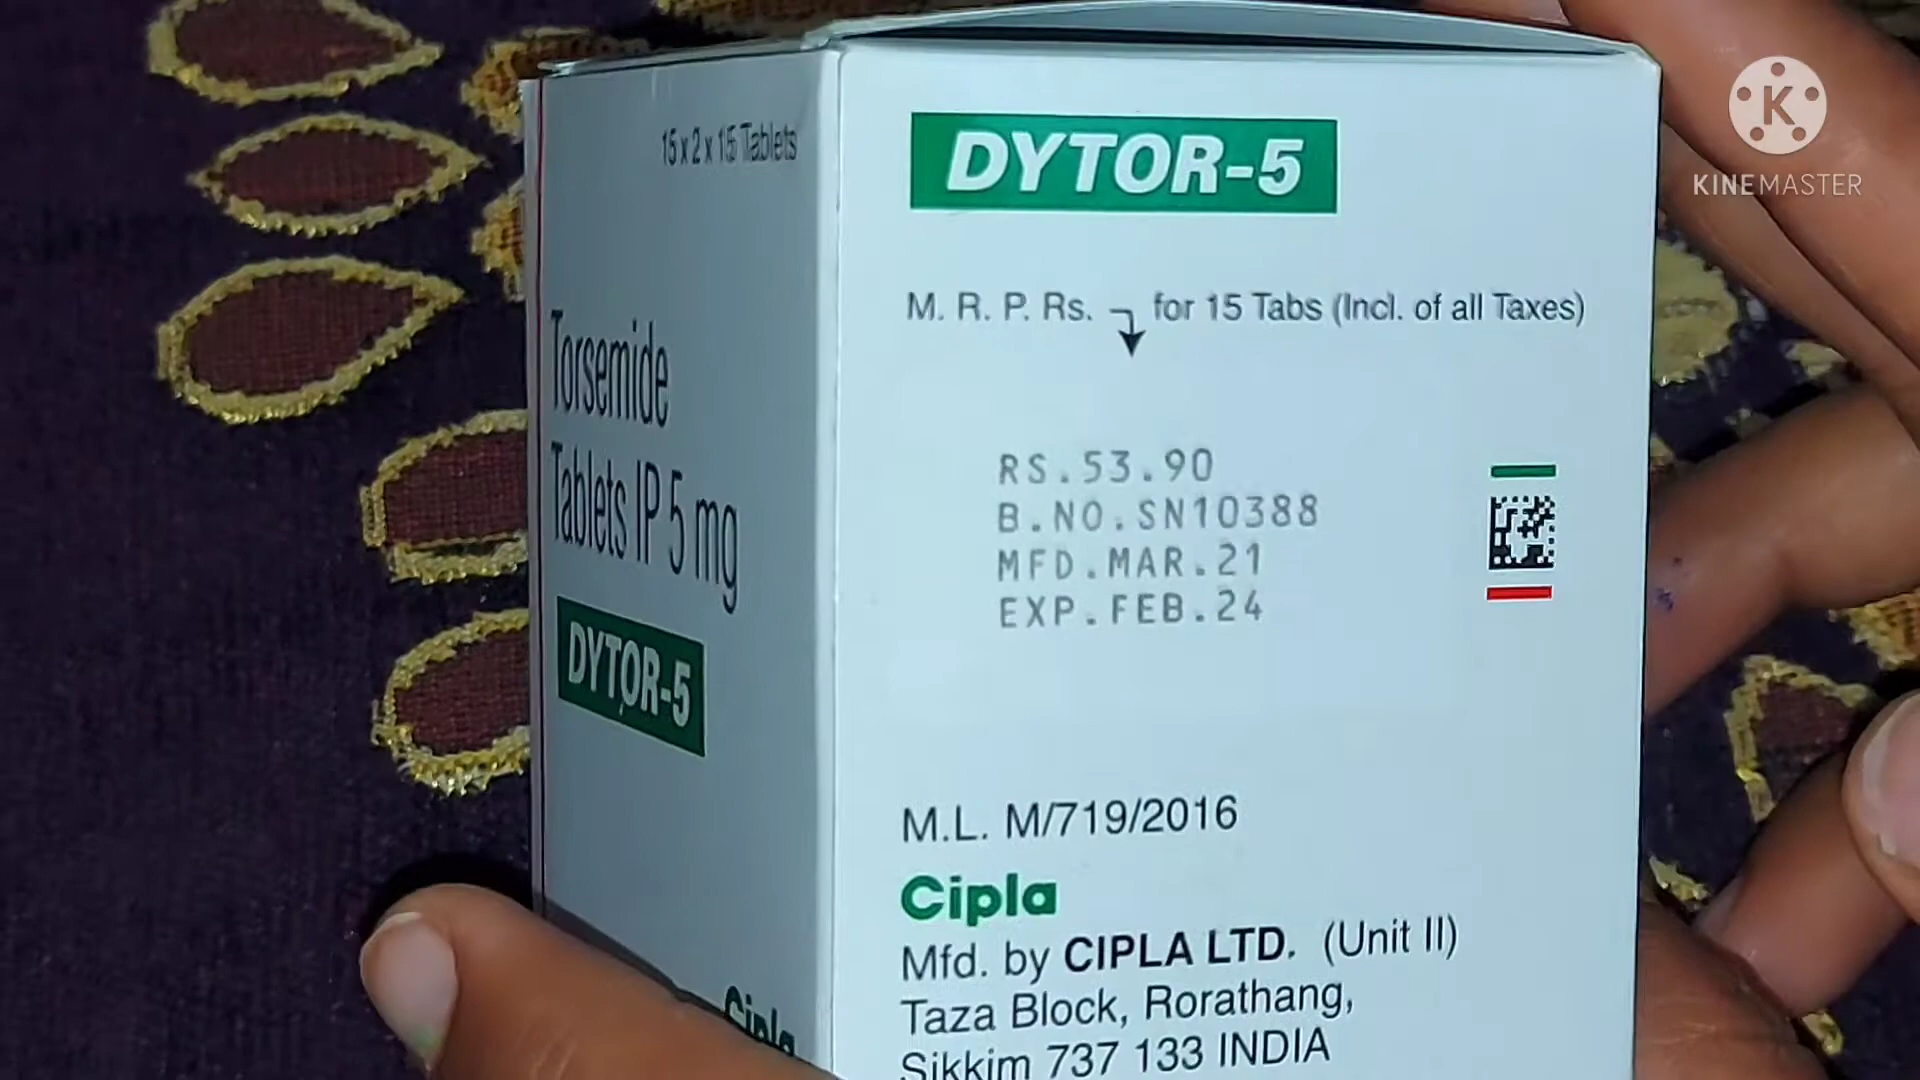 15 x 2 x 15 Tablets
Torsemide
Tablets IP 5 mg
DYTOR-5
Cipla
DYTOR-5
M. R. P. Rs. for 15 Tabs (Incl. of all Taxes)
RS.53.90
B.NO.SN10388
MFD.MAR.21
EXP.FEB.24
M.L. M/719/2016
Cipla
Mfd. by CIPLA LTD. (Unit II)
Taza Block, Rorathang,
Sikkim 737 133 INDIA
K
KINEMASTER